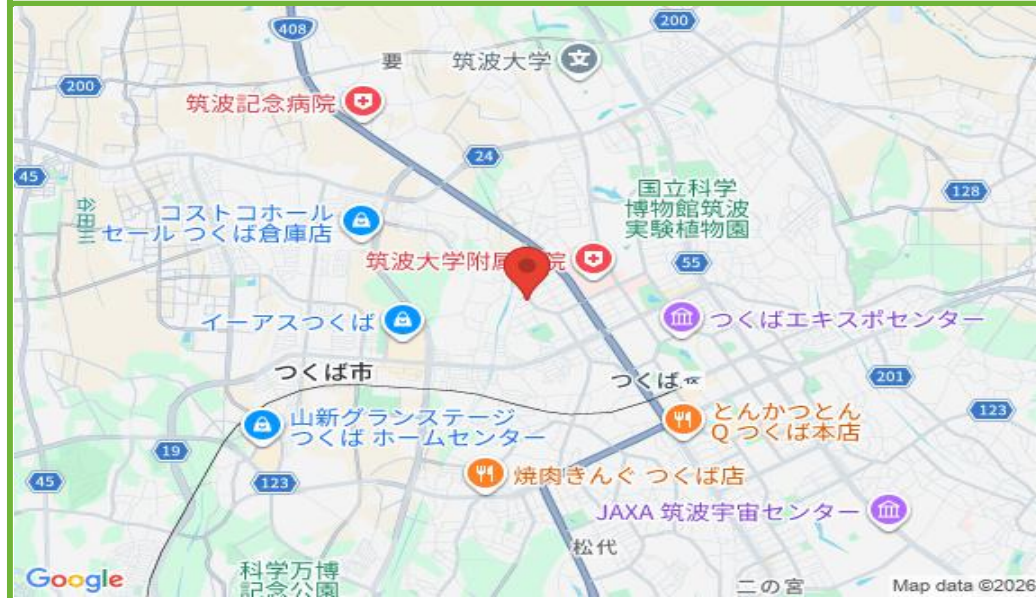 408
200
要
筑波大学
文
200
筑波記念病院
24
45
128
国立科学
博物館筑波
実験植物園
谷田川
コストコホール
セール つくば倉庫店
筑波大学附属
院
55
イーアスつくば
つくばエキスポセンター
つくば市
つくば
201
とんかつとん
Q つくば本店
123
山新グランステージ
つくば ホームセンター
19
45
123
焼肉きんぐ つくば店
JAXA 筑波宇宙センター
松代
科学万博
記念公園
二の宮
Google
Map data ©2026